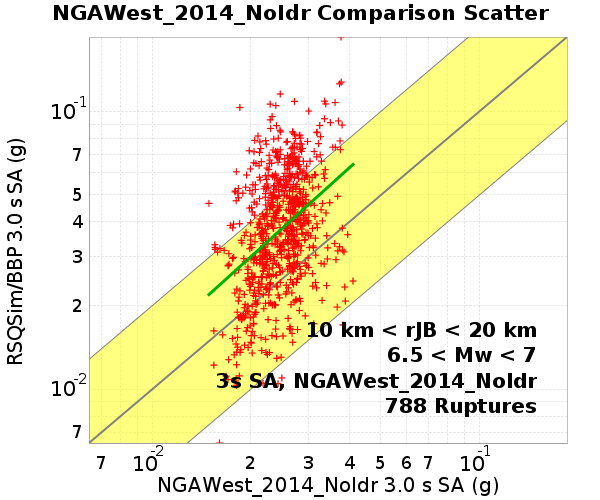 NGAWest_2014_NoIdr Comparison Scatter
RSQSim/BBP 3.0 s SA (g)
10⁻¹
7
5
4
3
2
10⁻²
7
10 km < rJB < 20 km
6.5 < Mw < 7
3s SA, NGAWest_2014_NoIdr
788 Ruptures
7 10⁻² 2 3 4 5 6 7 10⁻¹
NGAWest_2014_NoIdr 3.0 s SA (g)